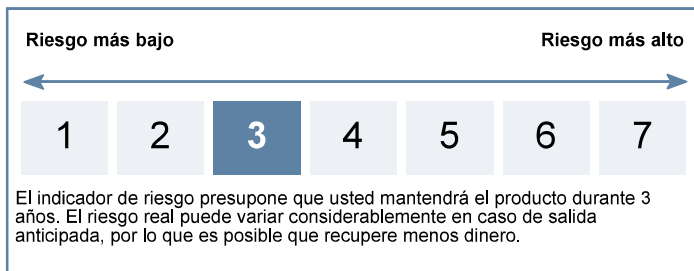 Riesgo más bajo Riesgo más alto
1 2 3 4 5 6 7
El indicador de riesgo presupone que usted mantendrá el producto durante 3
años. El riesgo real puede variar considerablemente en caso de salida
anticipada, por lo que es posible que recupere menos dinero.